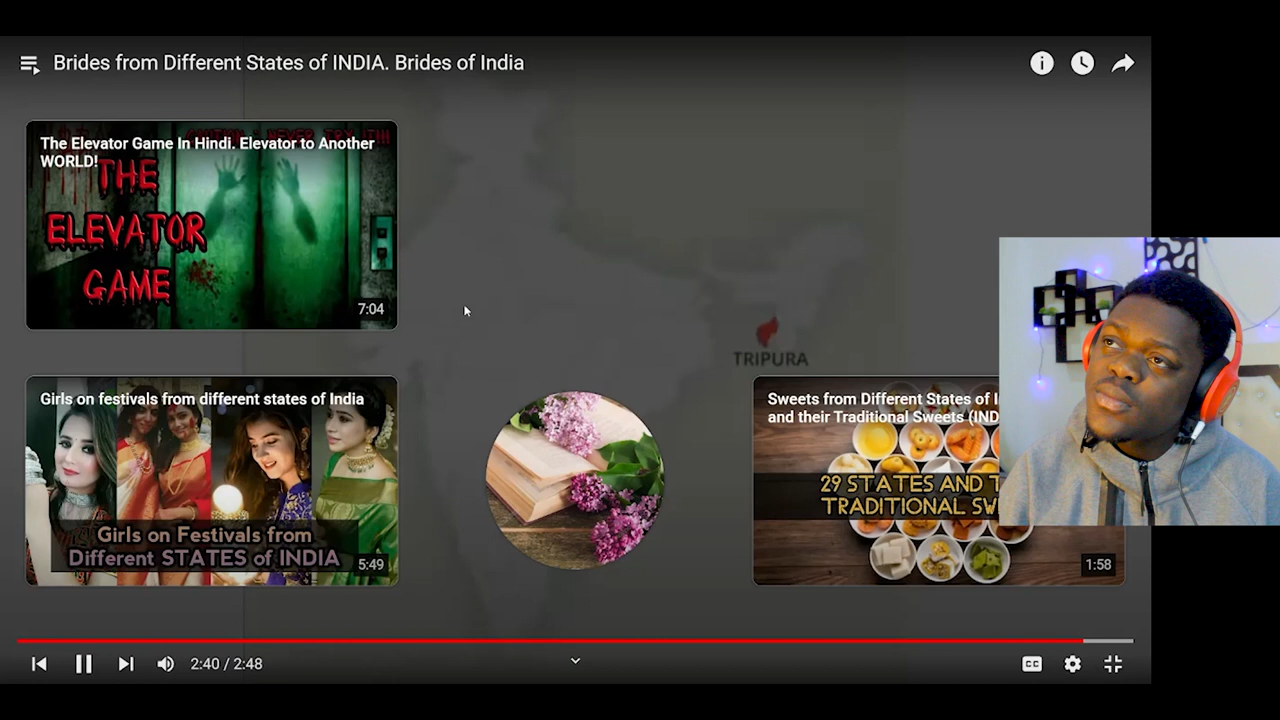 Brides from Different States of INDIA. Brides of India
The Elevator Game In Hindi. Elevator to Another
WORLD!
THE
ELEVATOR
GAME
7:04
TRIPURA
Girls on festivals from different states of India
Girls on Festivals from
Different STATES of INDIA
5:49
Sweets from Different States of
and their Traditional Sweets (IND
29 STATES AND
TRADITIONAL SW
1:58
2:40 / 2:48
CC